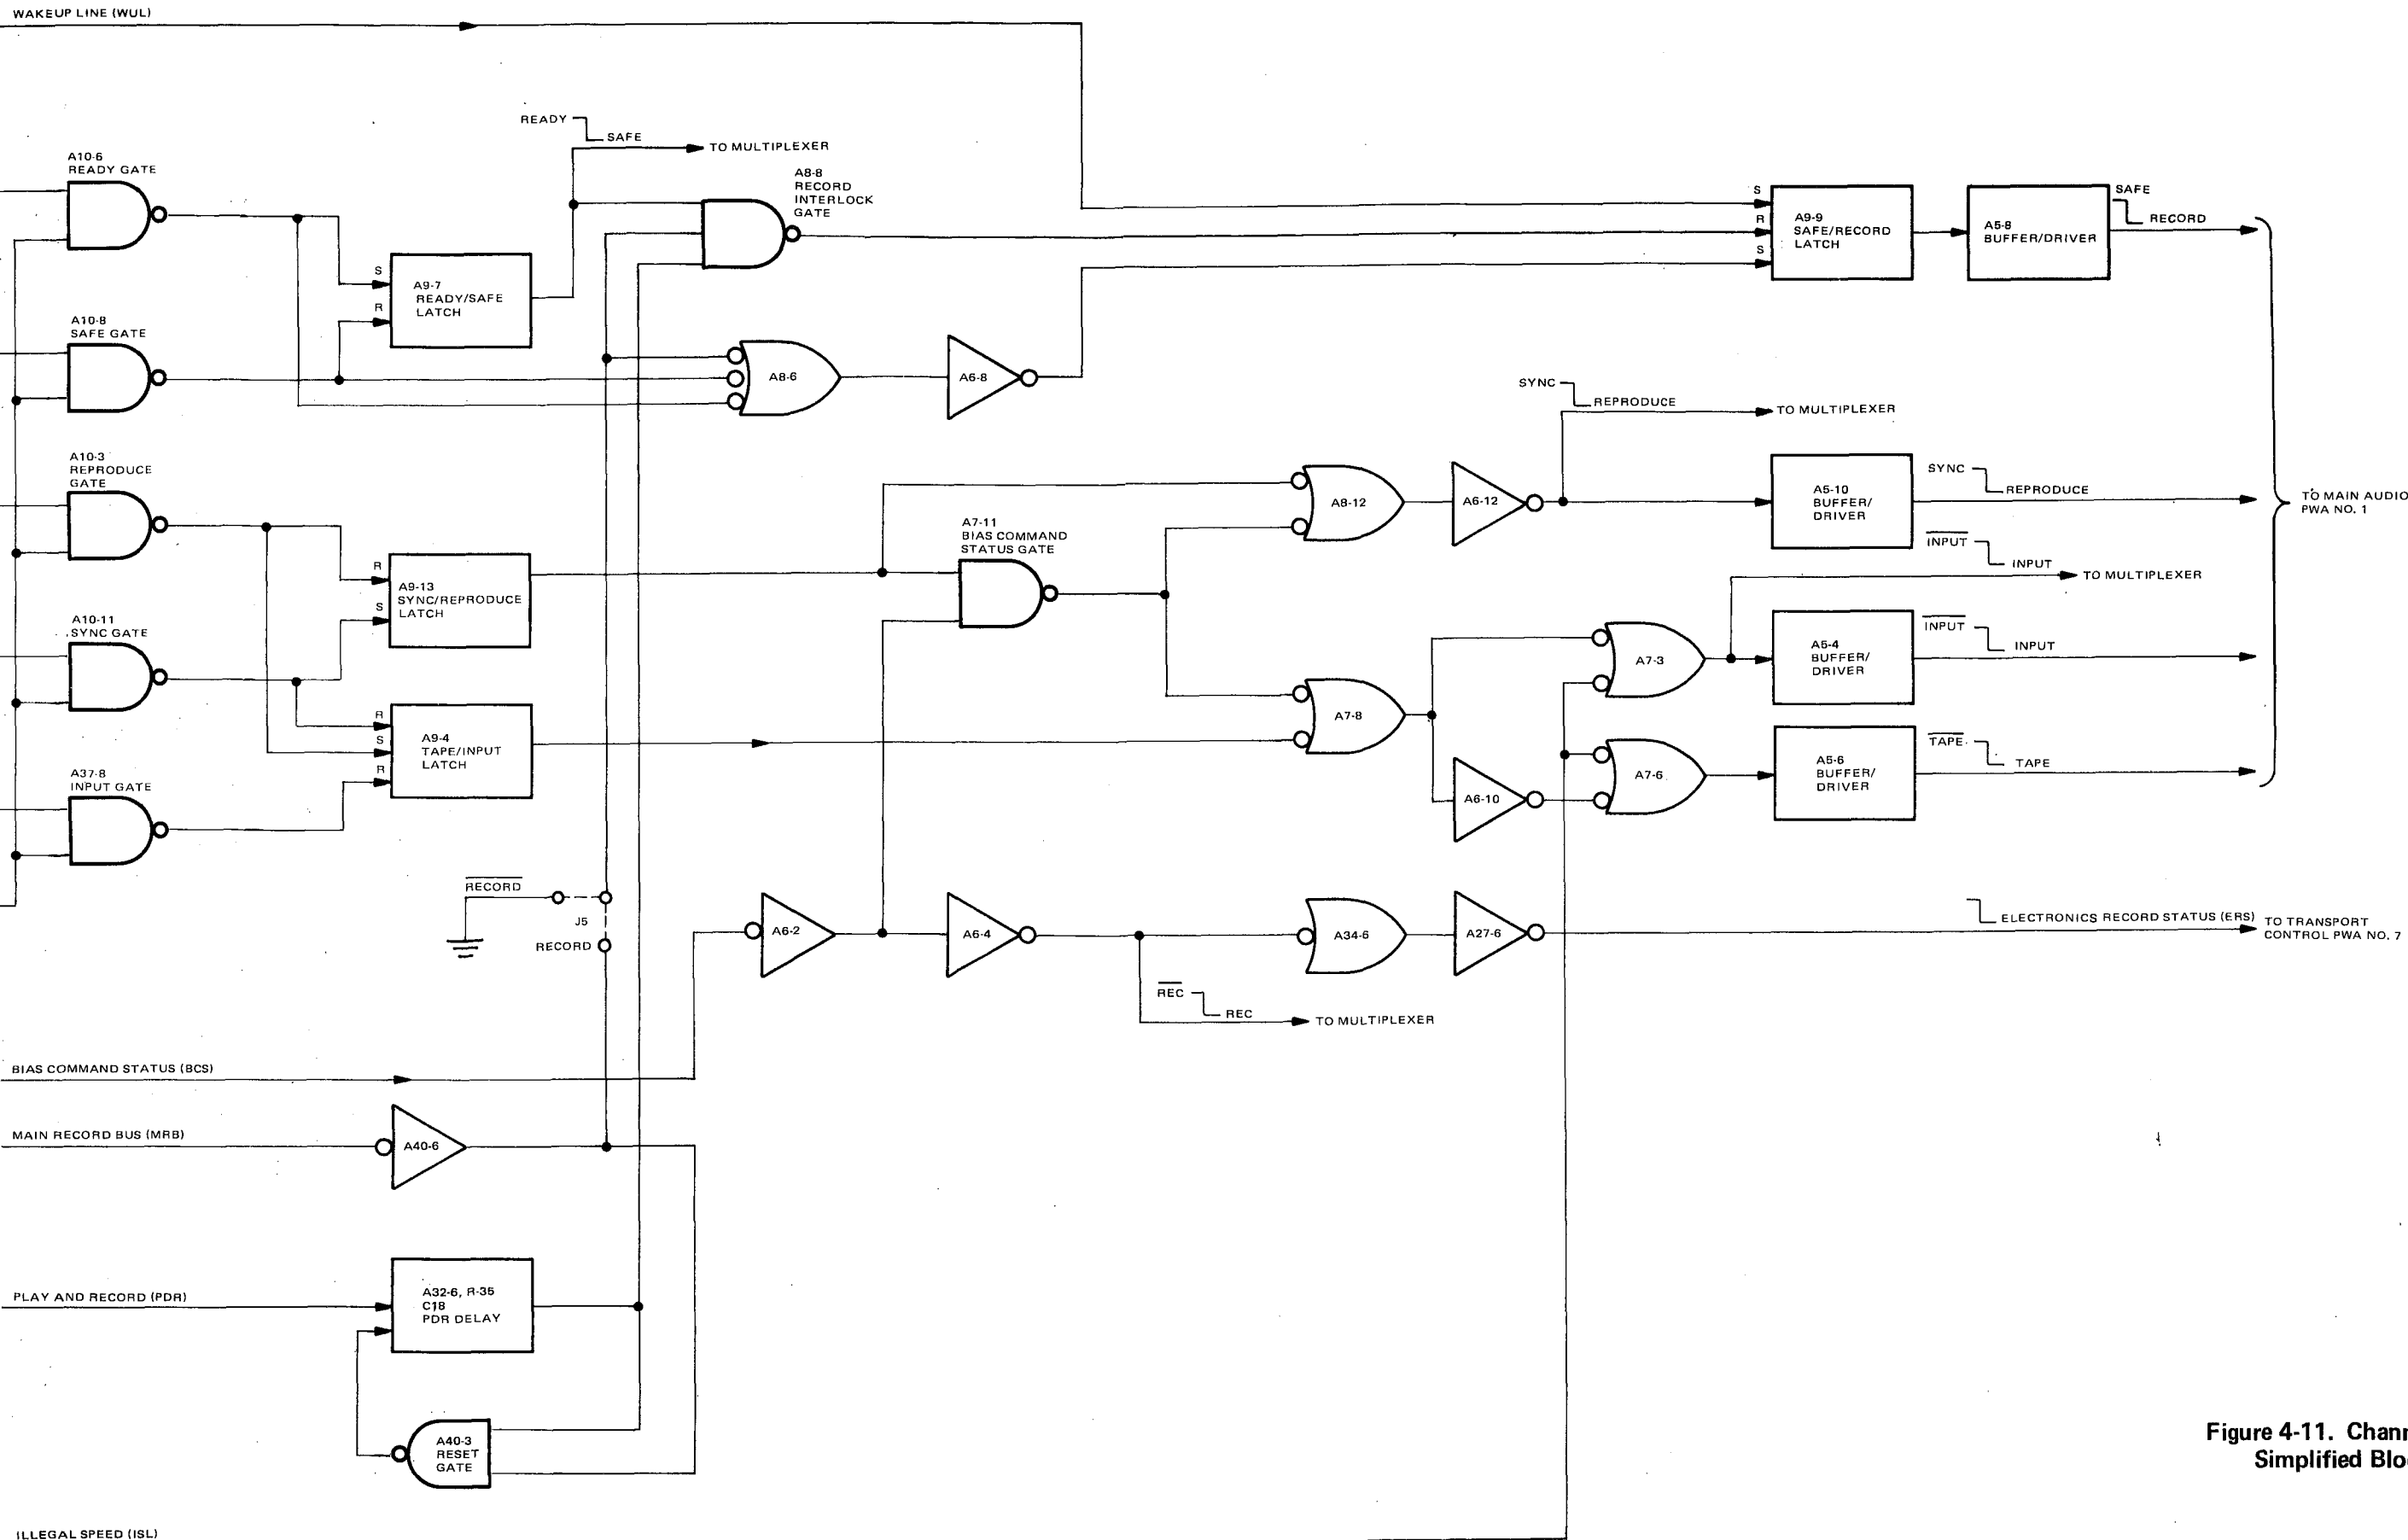 WAKEUP LINE (WUL)
READY
SAFE
TO MULTIPLEXER
A10-6
READY GATE
A8-8
RECORD
INTERLOCK
GATE
S
R
S
A9-9
SAFE/RECORD
LATCH
A5-8
BUFFER/DRIVER
SAFE
RECORD
S
R
A9-7
READY/SAFE
LATCH
A10-8
SAFE GATE
A8-6
A6-8
SYNC
REPRODUCE
TO MULTIPLEXER
A10-3
REPRODUCE
GATE
A8-12
A6-12
A5-10
BUFFER/
DRIVER
SYNC
REPRODUCE
TO MAIN AUDIO
PWA NO. 1
A7-11
BIAS COMMAND
STATUS GATE
INPUT
INPUT
TO MULTIPLEXER
R
S
A9-13
SYNC/REPRODUCE
LATCH
A10-11
SYNC GATE
A7-3
A5-4
BUFFER/
DRIVER
INPUT
INPUT
R
S
R
A9-4
TAPE/INPUT
LATCH
A7-8
A37-8
INPUT GATE
A6-10
A7-6
A5-6
BUFFER/
DRIVER
TAPE
TAPE
RECORD
J5
RECORD
A6-2
A6-4
A34-6
A27-6
ELECTRONICS RECORD STATUS (ERS)
TO TRANSPORT
CONTROL PWA NO. 7
REC
REC
TO MULTIPLEXER
BIAS COMMAND STATUS (BCS)
MAIN RECORD BUS (MRB)
A40-6
PLAY AND RECORD (PDR)
A32-6, R-35
C18
PDR DELAY
A40-3
RESET
GATE
Figure 4-11. Chann
Simplified Blo
ILLEGAL SPEED (ISL)